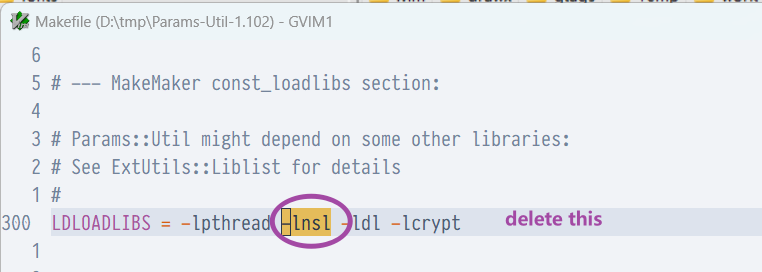 Makefile (D:\tmp\Params-Util-1.102) - GVIM1
6
5 # --- MakeMaker const_loadlibs section:
4
3 # Params::Util might depend on some other libraries:
2 # See ExtUtils::Liblist for details
1 #
300 LDLOADLIBS = -lpthread -lnsl -ldl -lcrypt delete this
1